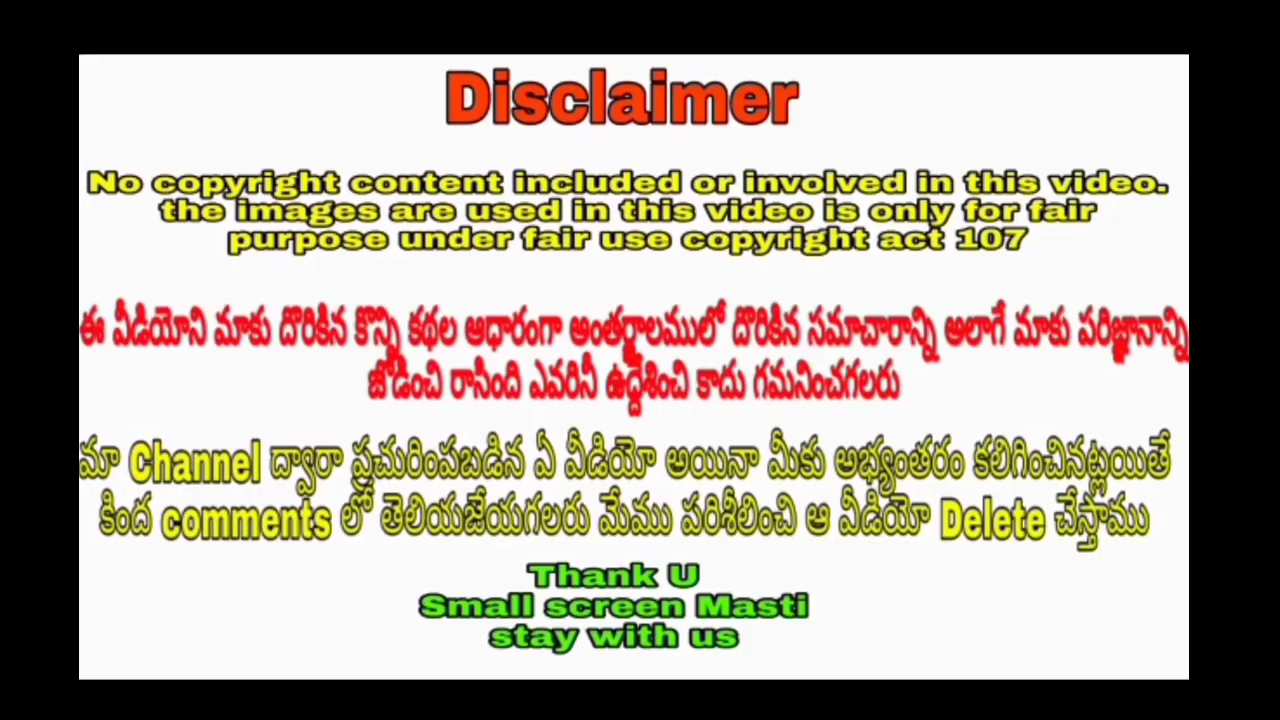 Disclaimer
No copyright content included or involved in this video.
the images are used in this video is only for fair
purpose under fair use copyright act 107
ఈ వీడియోని మాకు దొరికిన కొన్ని కథల ఆధారంగా అంతర్జాలములో దొరికిన సమాచారాన్ని అలాగే మాకు పరిజ్ఞానాన్ని
జోడించి రాసింది ఎవరినీ ఉద్దేశించి కాదు గమనించగలరు
మా Channel ద్వారా ప్రచురింపబడిన ఏ వీడియో అయినా మీకు అభ్యంతరం కలిగించినట్లయితే
కింద comments లో తెలియజేయగలరు మేము పరిశీలించి ఆ వీడియో Delete చేస్తాము
Thank U
Small screen Masti
stay with us